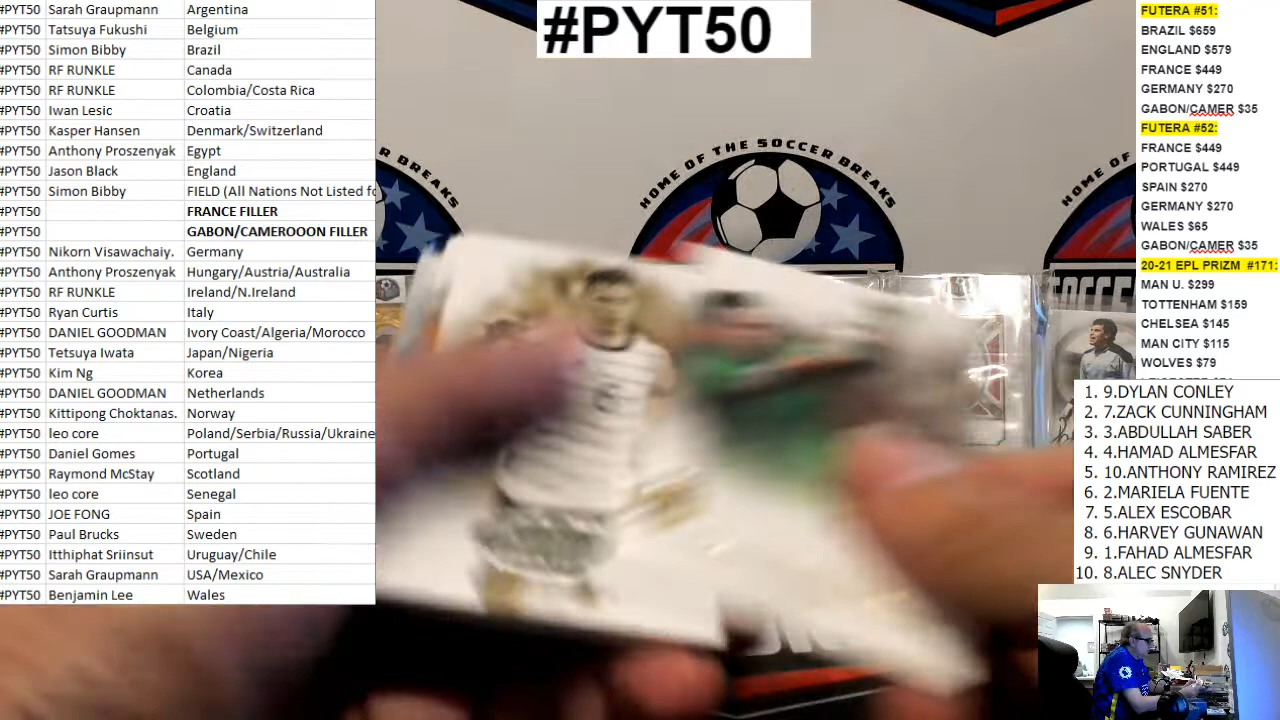 #PYT50 Sarah Graupmann Argentina
#PYT50 Tatsuya Fukushi Belgium
#PYT50 Simon Bibby Brazil
#PYT50 RF RUNKLE Canada
#PYT50 RF RUNKLE Colombia/Costa Rica
#PYT50 Iwan Lesic Croatia
#PYT50 Kasper Hansen Denmark/Switzerland
#PYT50 Anthony Proszenyak Egypt
#PYT50 Jason Black England
#PYT50 Simon Bibby FIELD (All Nations Not Listed fo
#PYT50 FRANCE FILLER
#PYT50 GABON/CAMEROOON FILLER
#PYT50 Nikorn Visawachaiy. Germany
#PYT50 Anthony Proszenyak Hungary/Austria/Australia
#PYT50 RF RUNKLE Ireland/N.Ireland
#PYT50 Ryan Curtis Italy
#PYT50 DANIEL GOODMAN Ivory Coast/Algeria/Morocco
#PYT50 Tetsuya Iwata Japan/Nigeria
#PYT50 Kim Ng Korea
#PYT50 DANIEL GOODMAN Netherlands
#PYT50 Kittipong Choktanas. Norway
#PYT50 leo core Poland/Serbia/Russia/Ukraine
#PYT50 Daniel Gomes Portugal
#PYT50 Raymond McStay Scotland
#PYT50 leo core Senegal
#PYT50 JOE FONG Spain
#PYT50 Paul Brucks Sweden
#PYT50 Itthiphat Sriinsut Uruguay/Chile
#PYT50 Sarah Graupmann USA/Mexico
#PYT50 Benjamin Lee Wales
#PYT50
HOME OF THE SOCCER BREAKS
BREAKS
HOME OF
SOCCER
FUTERA #51:
BRAZIL $659
ENGLAND $579
FRANCE $449
GERMANY $270
GABON/CAMER $35
FUTERA #52:
FRANCE $449
PORTUGAL $449
SPAIN $270
GERMANY $270
WALES $65
GABON/CAMER $35
20-21 EPL PRIZM #171:
MAN U. $299
TOTTENHAM $159
CHELSEA $145
MAN CITY $115
WOLVES $79
1. 9.DYLAN CONLEY
2. 7.ZACK CUNNINGHAM
3. 3.ABDULLAH SABER
4. 4.HAMAD ALMESFAR
5. 10.ANTHONY RAMIREZ
6. 2.MARIELA FUENTE
7. 5.ALEX ESCOBAR
8. 6.HARVEY GUNAWAN
9. 1.FAHAD ALMESFAR
10. 8.ALEC SNYDER